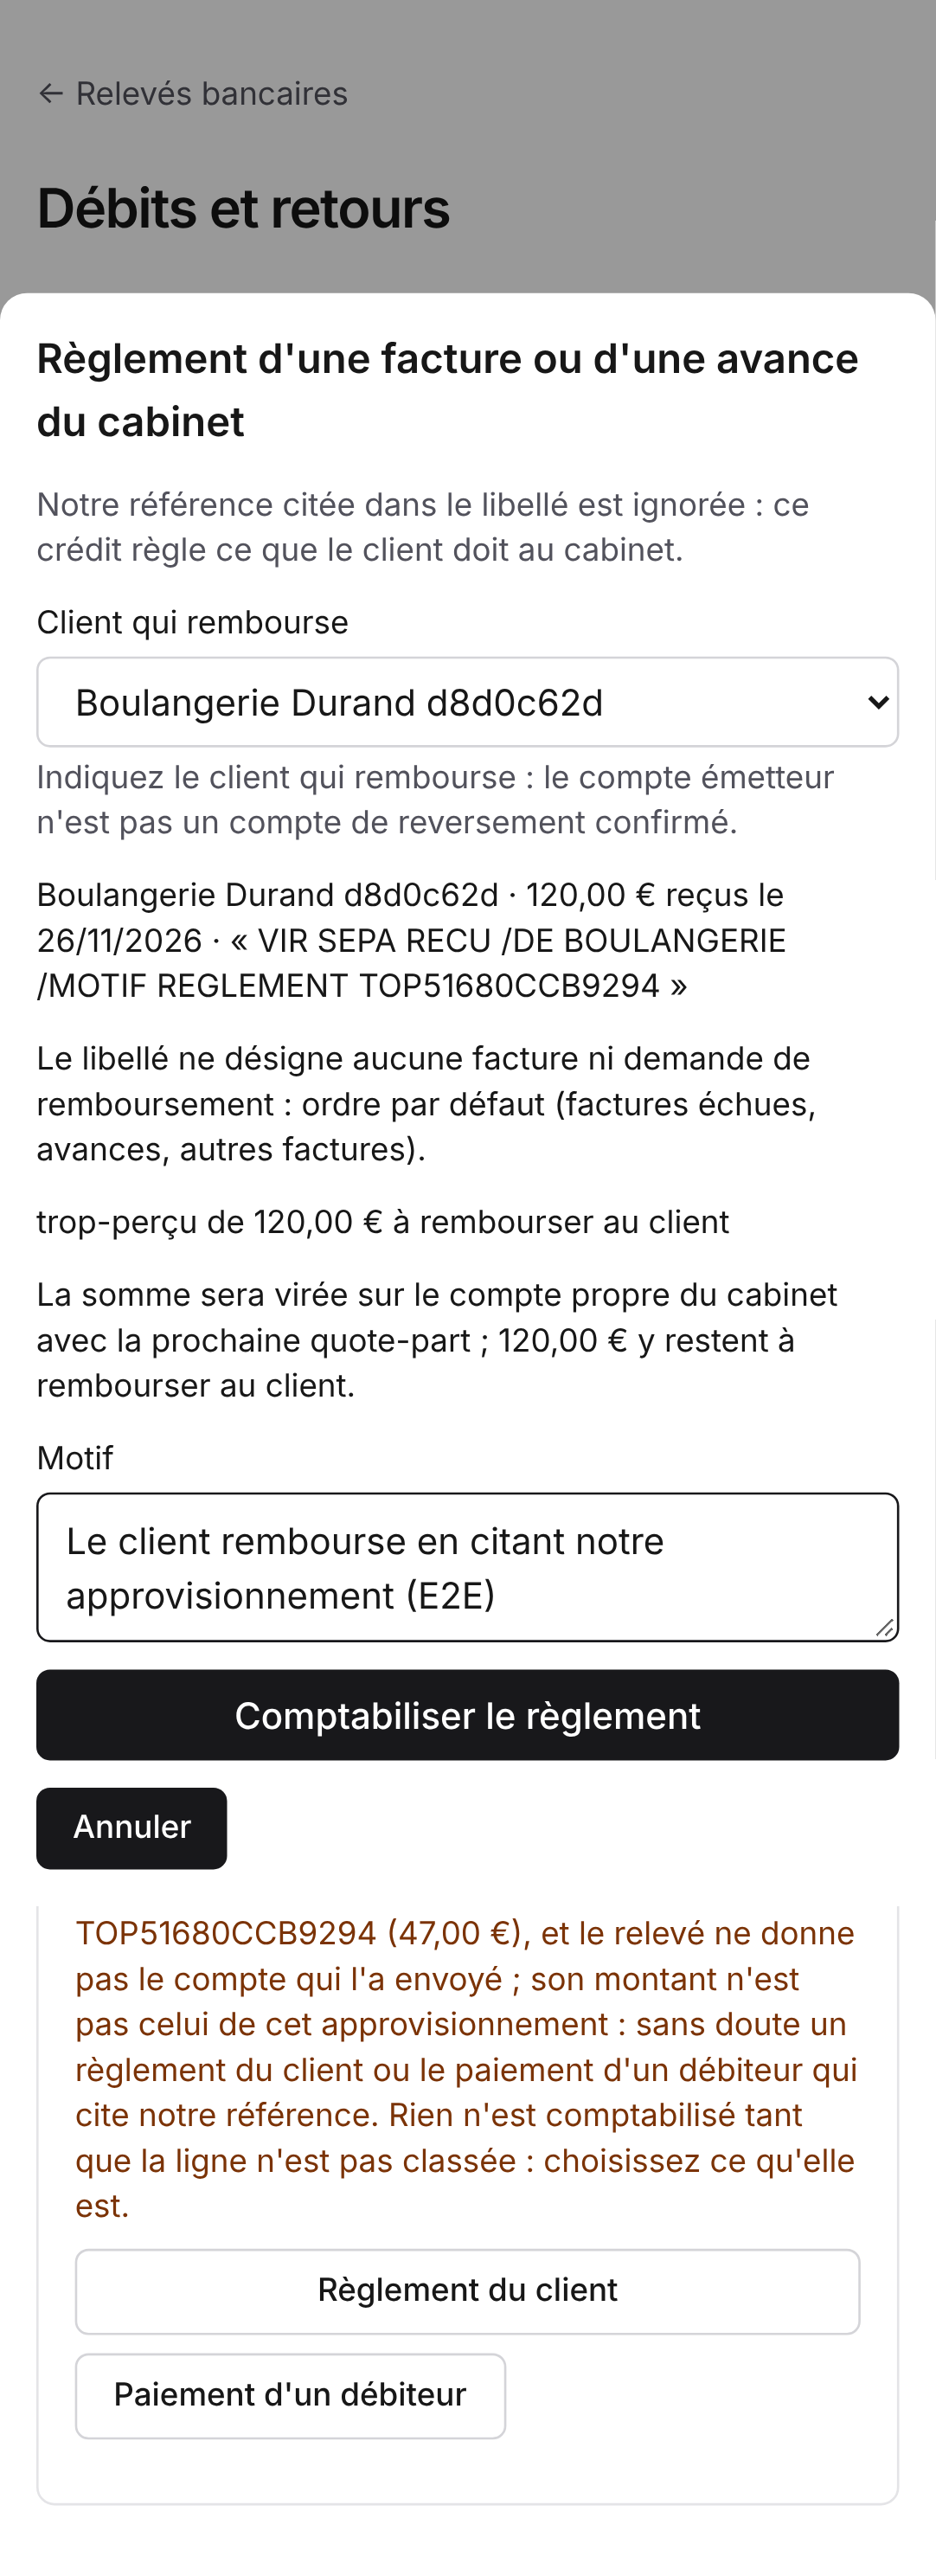 ← Relevés bancaires
Débits et retours
Règlement d'une facture ou d'une avance
du cabinet
Notre référence citée dans le libellé est ignorée : ce
crédit règle ce que le client doit au cabinet.
Client qui rembourse
Boulangerie Durand d8d0c62d
Indiquez le client qui rembourse : le compte émetteur
n'est pas un compte de reversement confirmé.
Boulangerie Durand d8d0c62d · 120,00 € reçus le
26/11/2026 · « VIR SEPA RECU /DE BOULANGERIE
/MOTIF REGLEMENT TOP51680CCB9294 »
Le libellé ne désigne aucune facture ni demande de
remboursement : ordre par défaut (factures échues,
avances, autres factures).
trop-perçu de 120,00 € à rembourser au client
La somme sera virée sur le compte propre du cabinet
avec la prochaine quote-part ; 120,00 € y restent à
rembourser au client.
Motif
Le client rembourse en citant notre
approvisionnement (E2E)
Comptabiliser le règlement
Annuler
TOP51680CCB9294 (47,00 €), et le relevé ne donne
pas le compte qui l'a envoyé ; son montant n'est
pas celui de cet approvisionnement : sans doute un
règlement du client ou le paiement d'un débiteur qui
cite notre référence. Rien n'est comptabilisé tant
que la ligne n'est pas classée : choisissez ce qu'elle
est.
Règlement du client
Paiement d'un débiteur